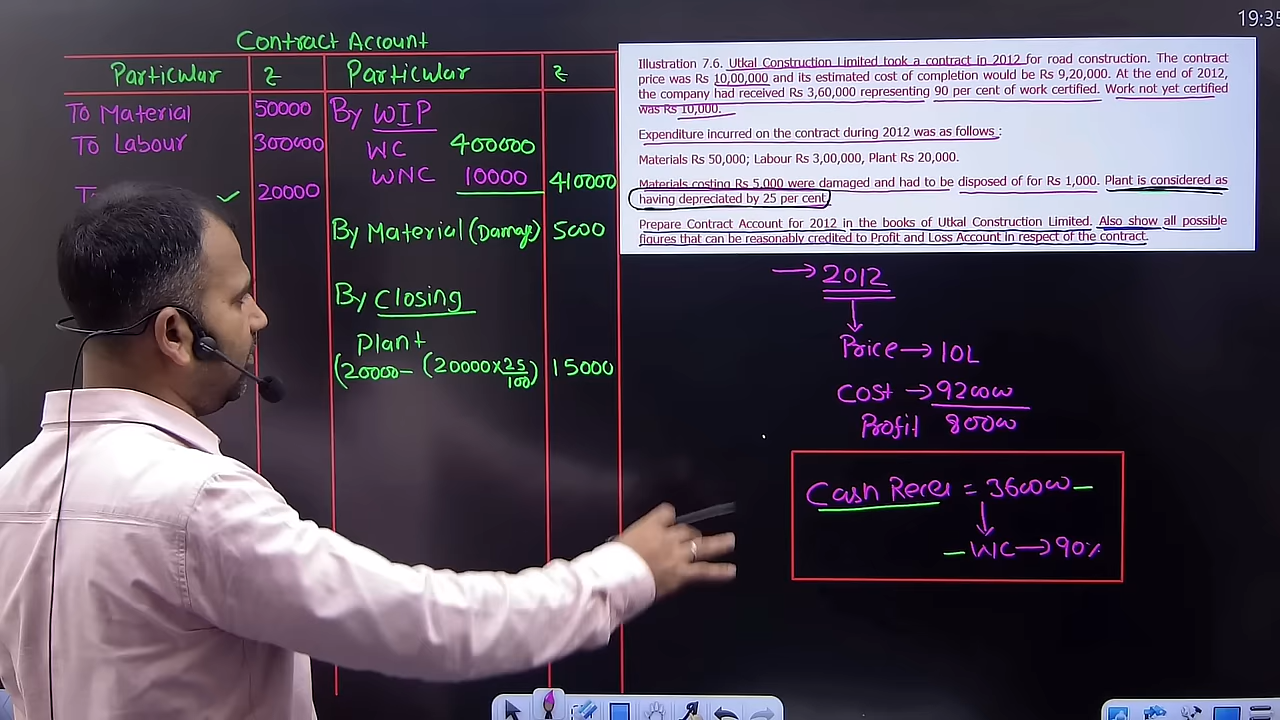 19:35
Contract Account
Particular ₹ Particular ₹
To Material 50000 By WIP
To Labour 300000 WC 400000
To 20000 WNC 10000 410000
By Material (Damage) 5000
By Closing
Plant
(20000 - (20000 × 25/100) 15000
Illustration 7.6. Utkal Construction Limited took a contract in 2012 for road construction. The contract
price was Rs 10,00,000 and its estimated cost of completion would be Rs 9,20,000. At the end of 2012,
the company had received Rs 3,60,000 representing 90 per cent of work certified. Work not yet certified
was Rs 10,000.
Expenditure incurred on the contract during 2012 was as follows :
Materials Rs 50,000; Labour Rs 3,00,000, Plant Rs 20,000.
Materials costing Rs 5,000 were damaged and had to be disposed of for Rs 1,000. Plant is considered as
having depreciated by 25 per cent.
Prepare Contract Account for 2012 in the books of Utkal Construction Limited. Also show all possible
figures that can be reasonably credited to Profit and Loss Account in respect of the contract.
→ 2012
Price → 10L
Cost → 920000
Profit 80000
Cash Recei = 360000
WC → 90%